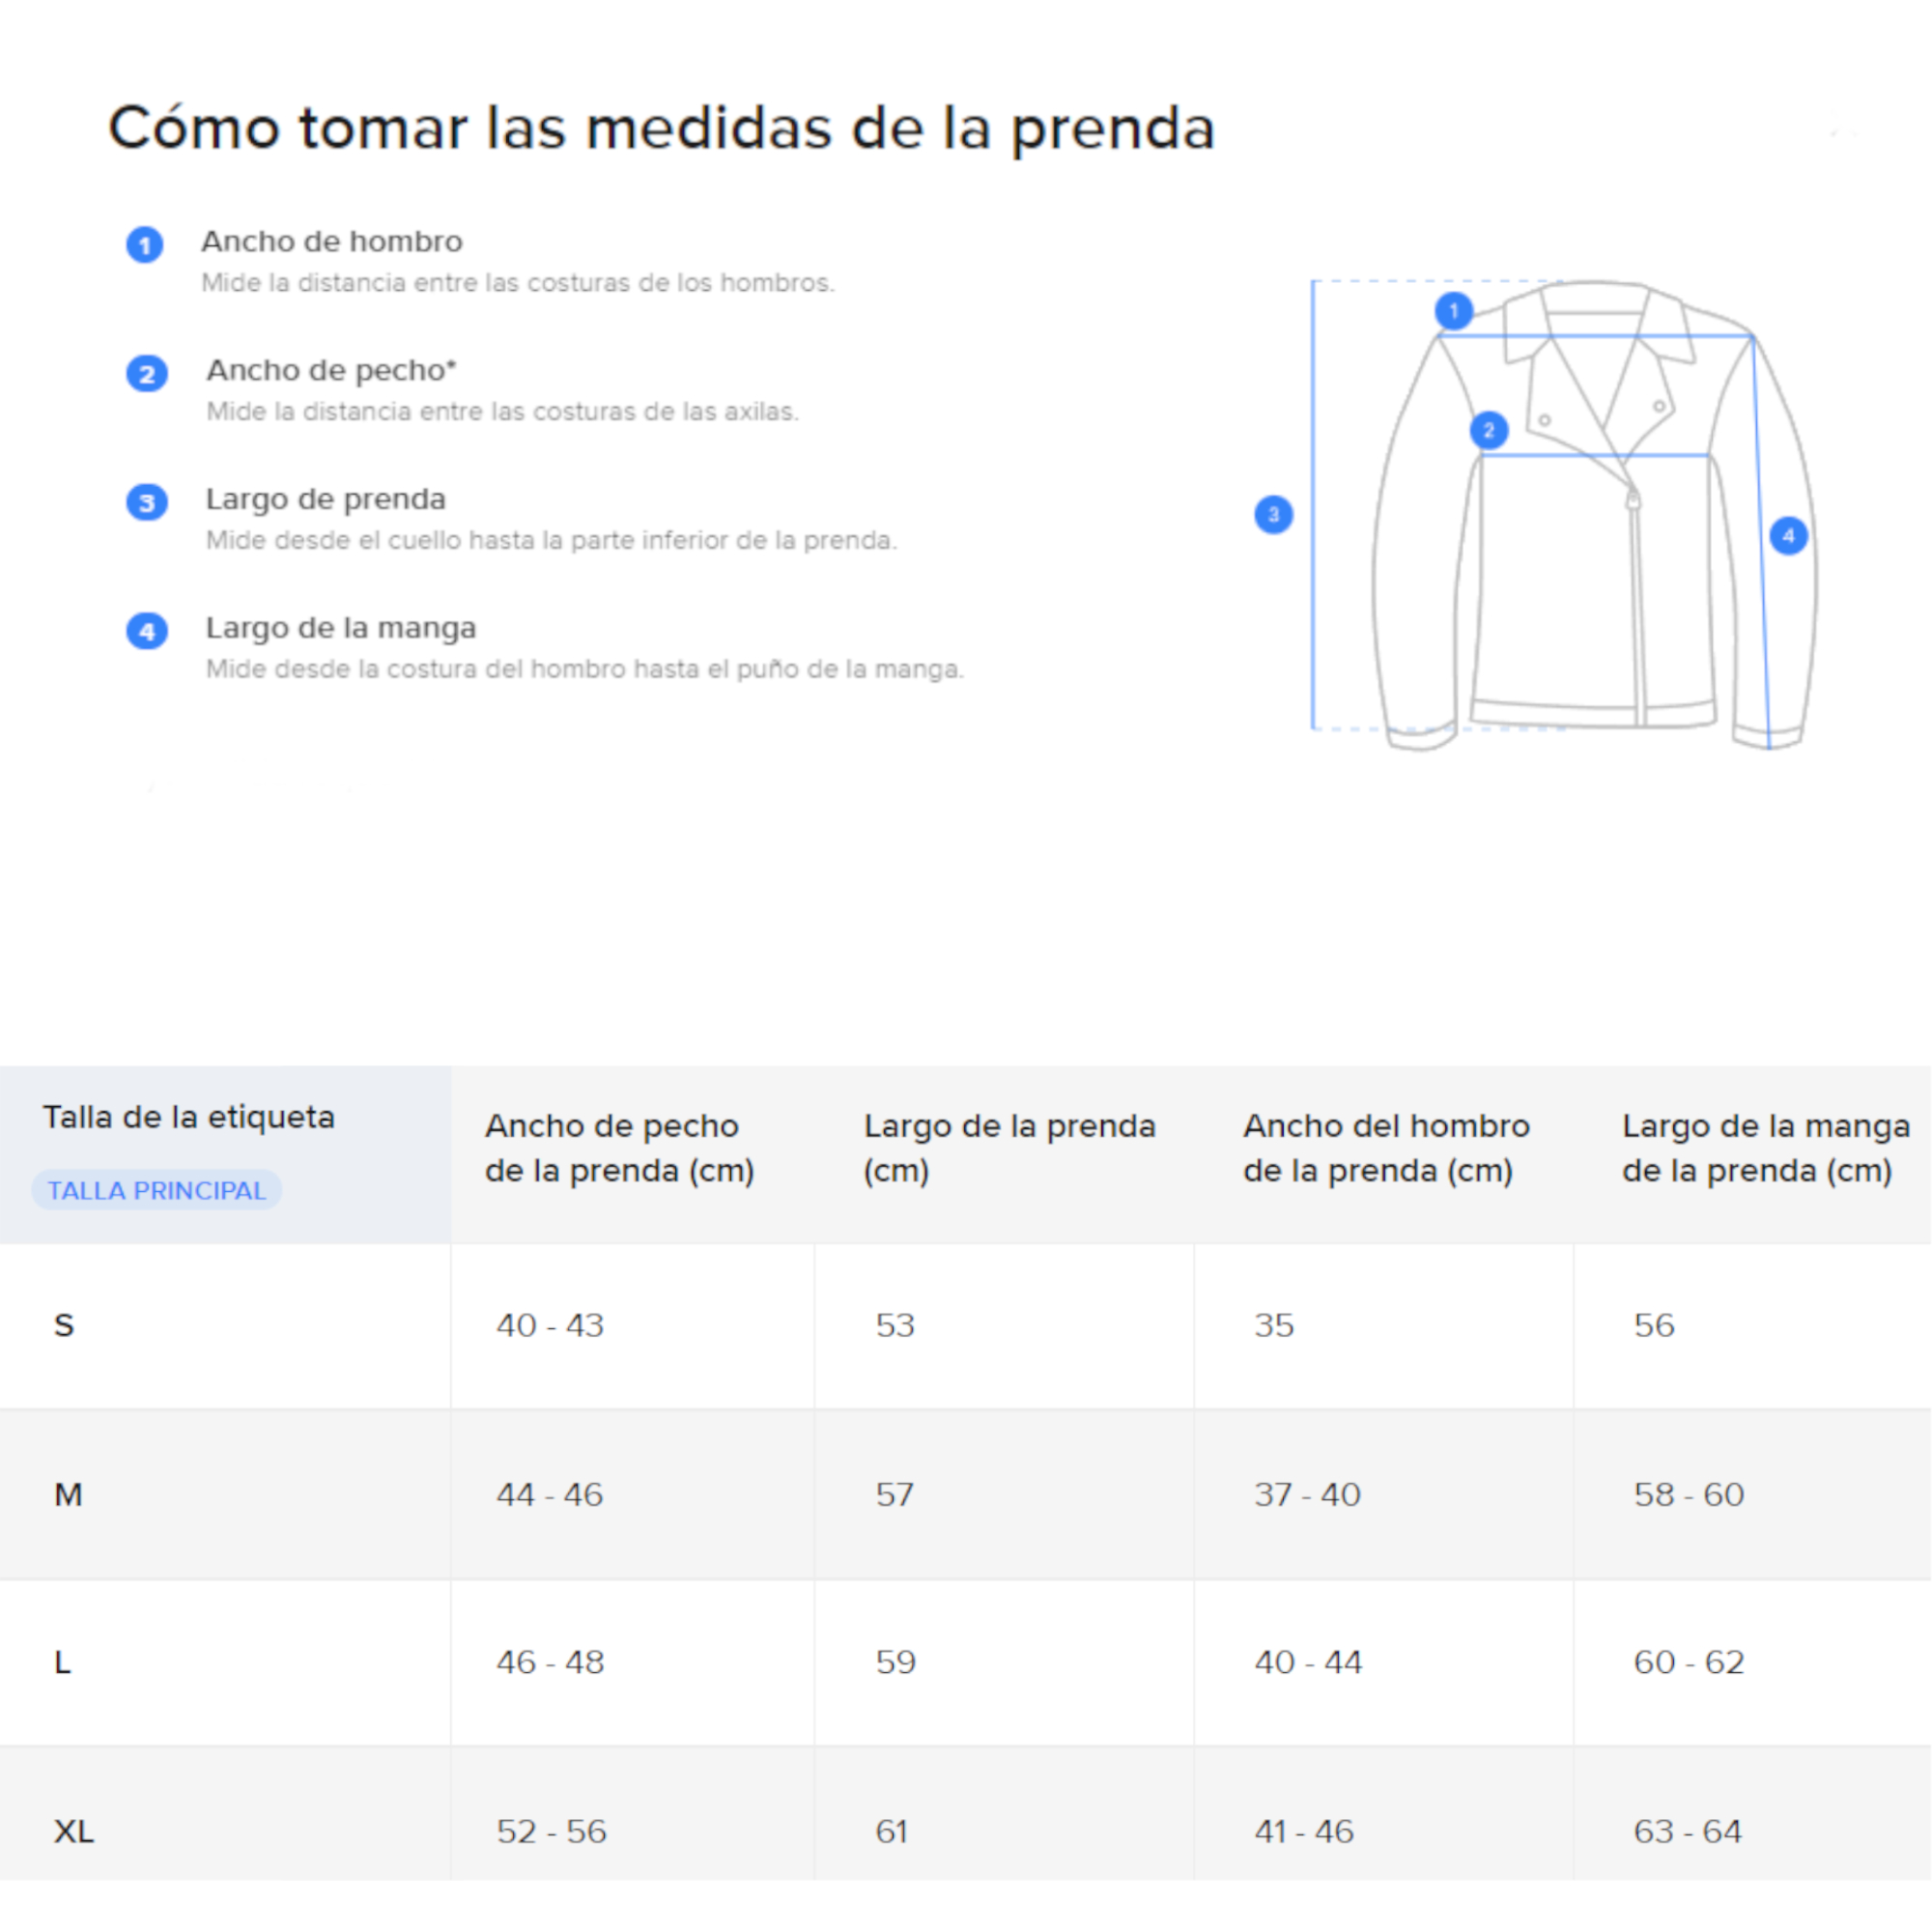 Cómo tomar las medidas de la prenda
1 Ancho de hombro
Mide la distancia entre las costuras de los hombros.
2 Ancho de pecho*
Mide la distancia entre las costuras de las axilas.
3 Largo de prenda
Mide desde el cuello hasta la parte inferior de la prenda.
4 Largo de la manga
Mide desde la costura del hombro hasta el puño de la manga.
1
2
3
4
Talla de la etiqueta
TALLA PRINCIPAL
Ancho de pecho
de la prenda (cm)
Largo de la prenda
(cm)
Ancho del hombro
de la prenda (cm)
Largo de la manga
de la prenda (cm)
S 40 - 43 53 35 56
M 44 - 46 57 37 - 40 58 - 60
L 46 - 48 59 40 - 44 60 - 62
XL 52 - 56 61 41 - 46 63 - 64